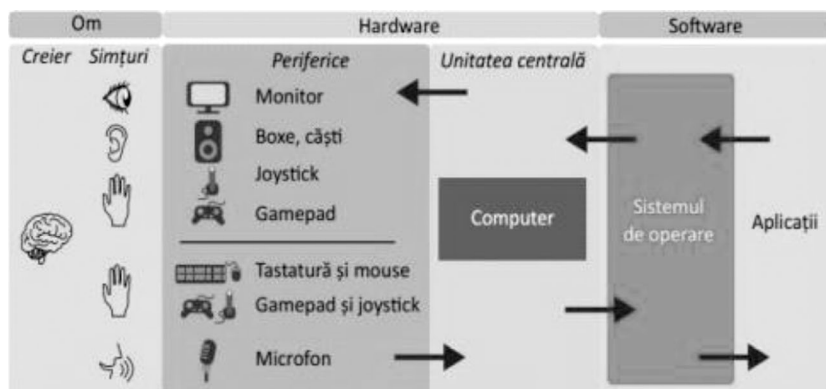 Om
Hardware
Software
Creier
Simțuri
Periferice
Unitatea centrală
Monitor
Boxe, căști
Joystick
Gamepad
Computer
Sistemul
de operare
Aplicații
Tastatură și mouse
Gamepad și joystick
Microfon